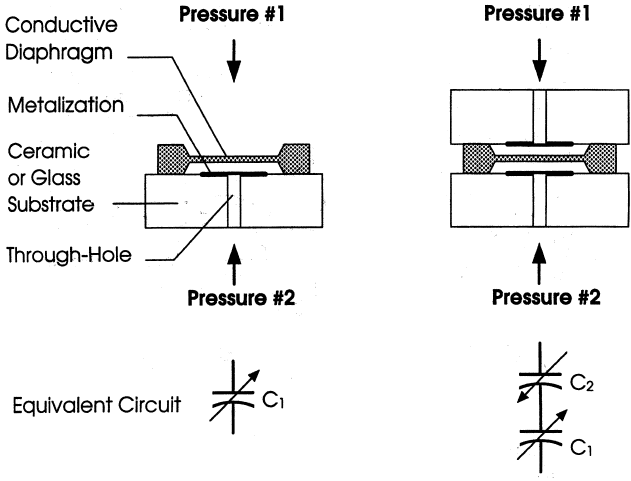 Pressure #1
Pressure #1
Conductive
Diaphragm
Metalization
Ceramic
or Glass
Substrate
Through-Hole
Pressure #2
Pressure #2
Equivalent Circuit
C1
C2
C1